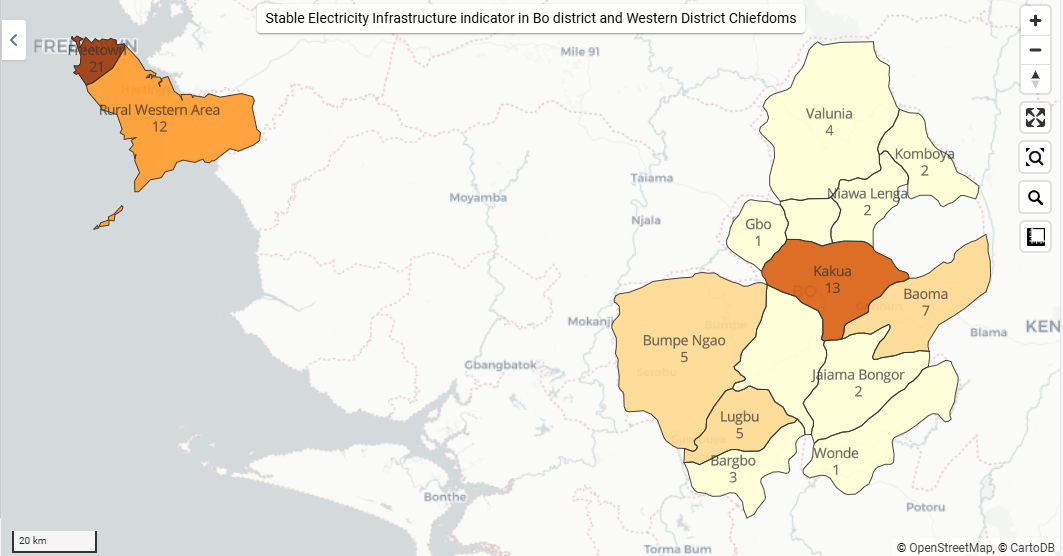 Stable Electricity Infrastructure indicator in Bo district and Western District Chiefdoms
FREETOWN
Freetown
21
Mile 91
Rural Western Area
12
Valunia
4
Komboya
2
Taiama
Moyamba
Niawa Lenga
2
Njala
Gbo
1
Kakua
13
BO
Baoma
7
Mokanji
Bumpe
KEN
Blama
Bumpe Ngao
5
Gbangbatok
Serabu
Jaiama Bongor
2
Lugbu
5
Bargbo
3
Wonde
1
Bonthe
Potoru
20 km
Torma Bum
© OpenStreetMap, © CartoDB